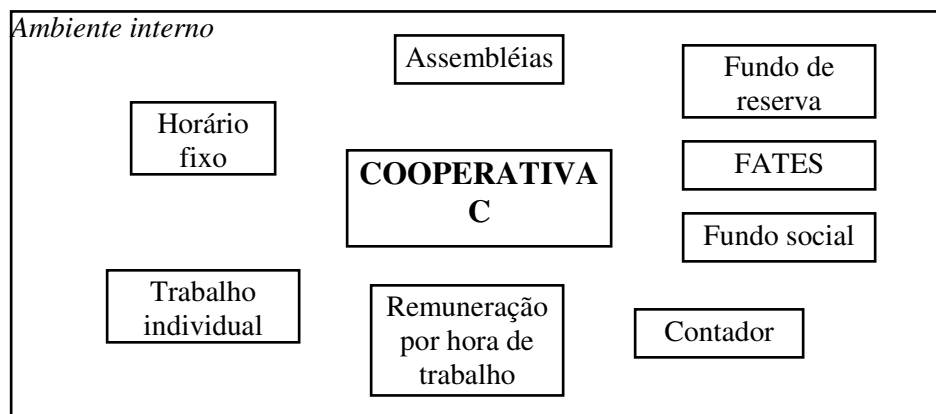 Ambiente interno
Assembléias
Fundo de
reserva
Horário
fixo
COOPERATIVA
C
FATES
Fundo social
Trabalho
individual
Remuneração
por hora de
trabalho
Contador